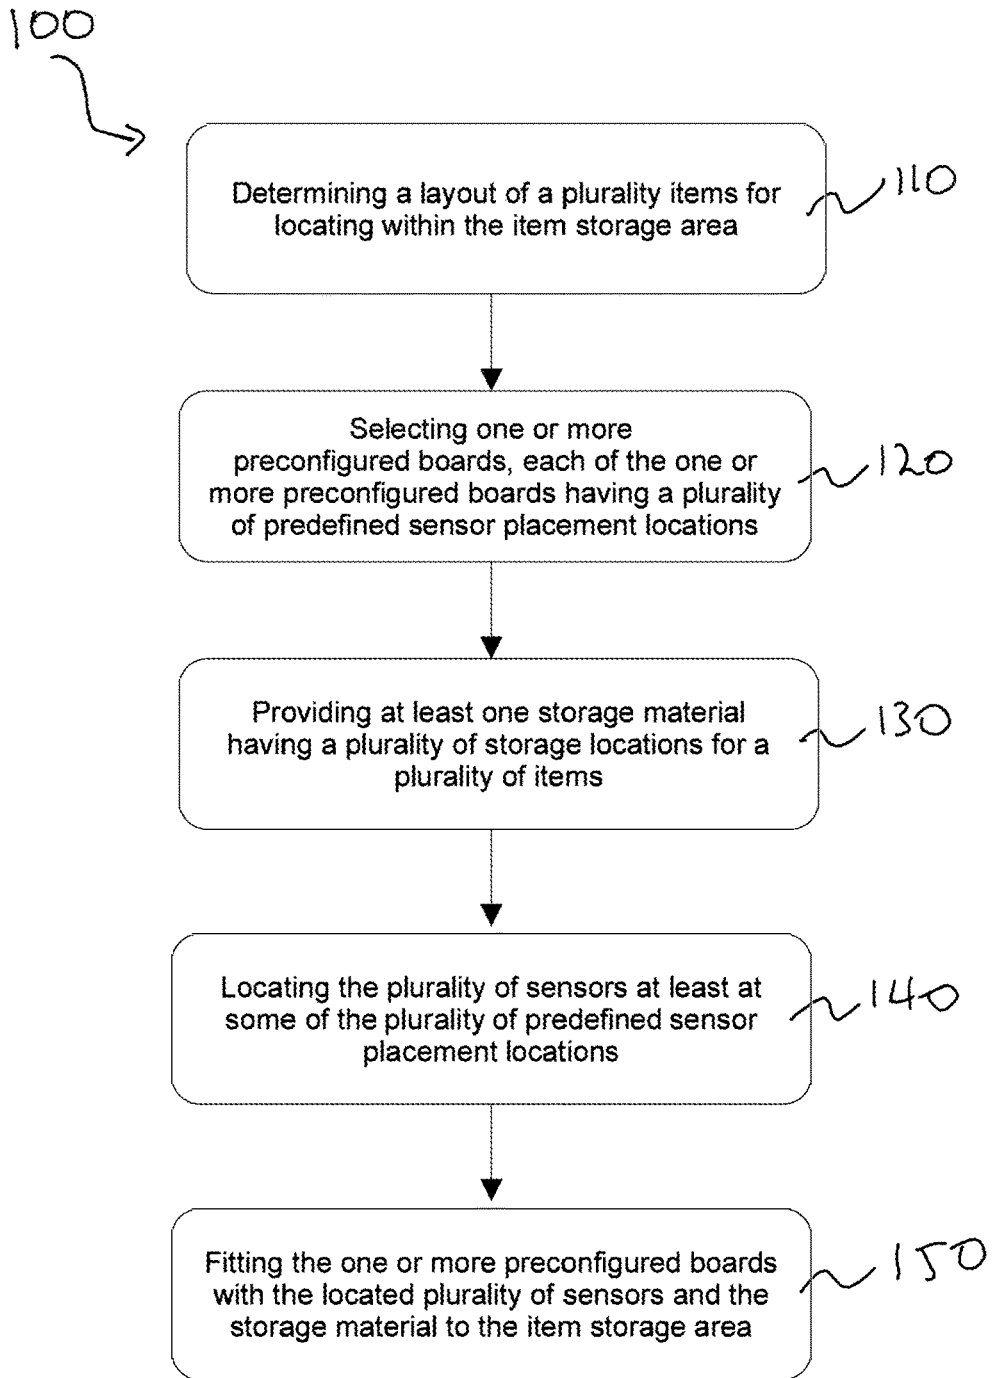 100
Determining a layout of a plurality items for
locating within the item storage area
110
Selecting one or more
preconfigured boards, each of the one or
more preconfigured boards having a plurality
of predefined sensor placement locations
120
Providing at least one storage material
having a plurality of storage locations for a
plurality of items
130
Locating the plurality of sensors at least at
some of the plurality of predefined sensor
placement locations
140
Fitting the one or more preconfigured boards
with the located plurality of sensors and the
storage material to the item storage area
150